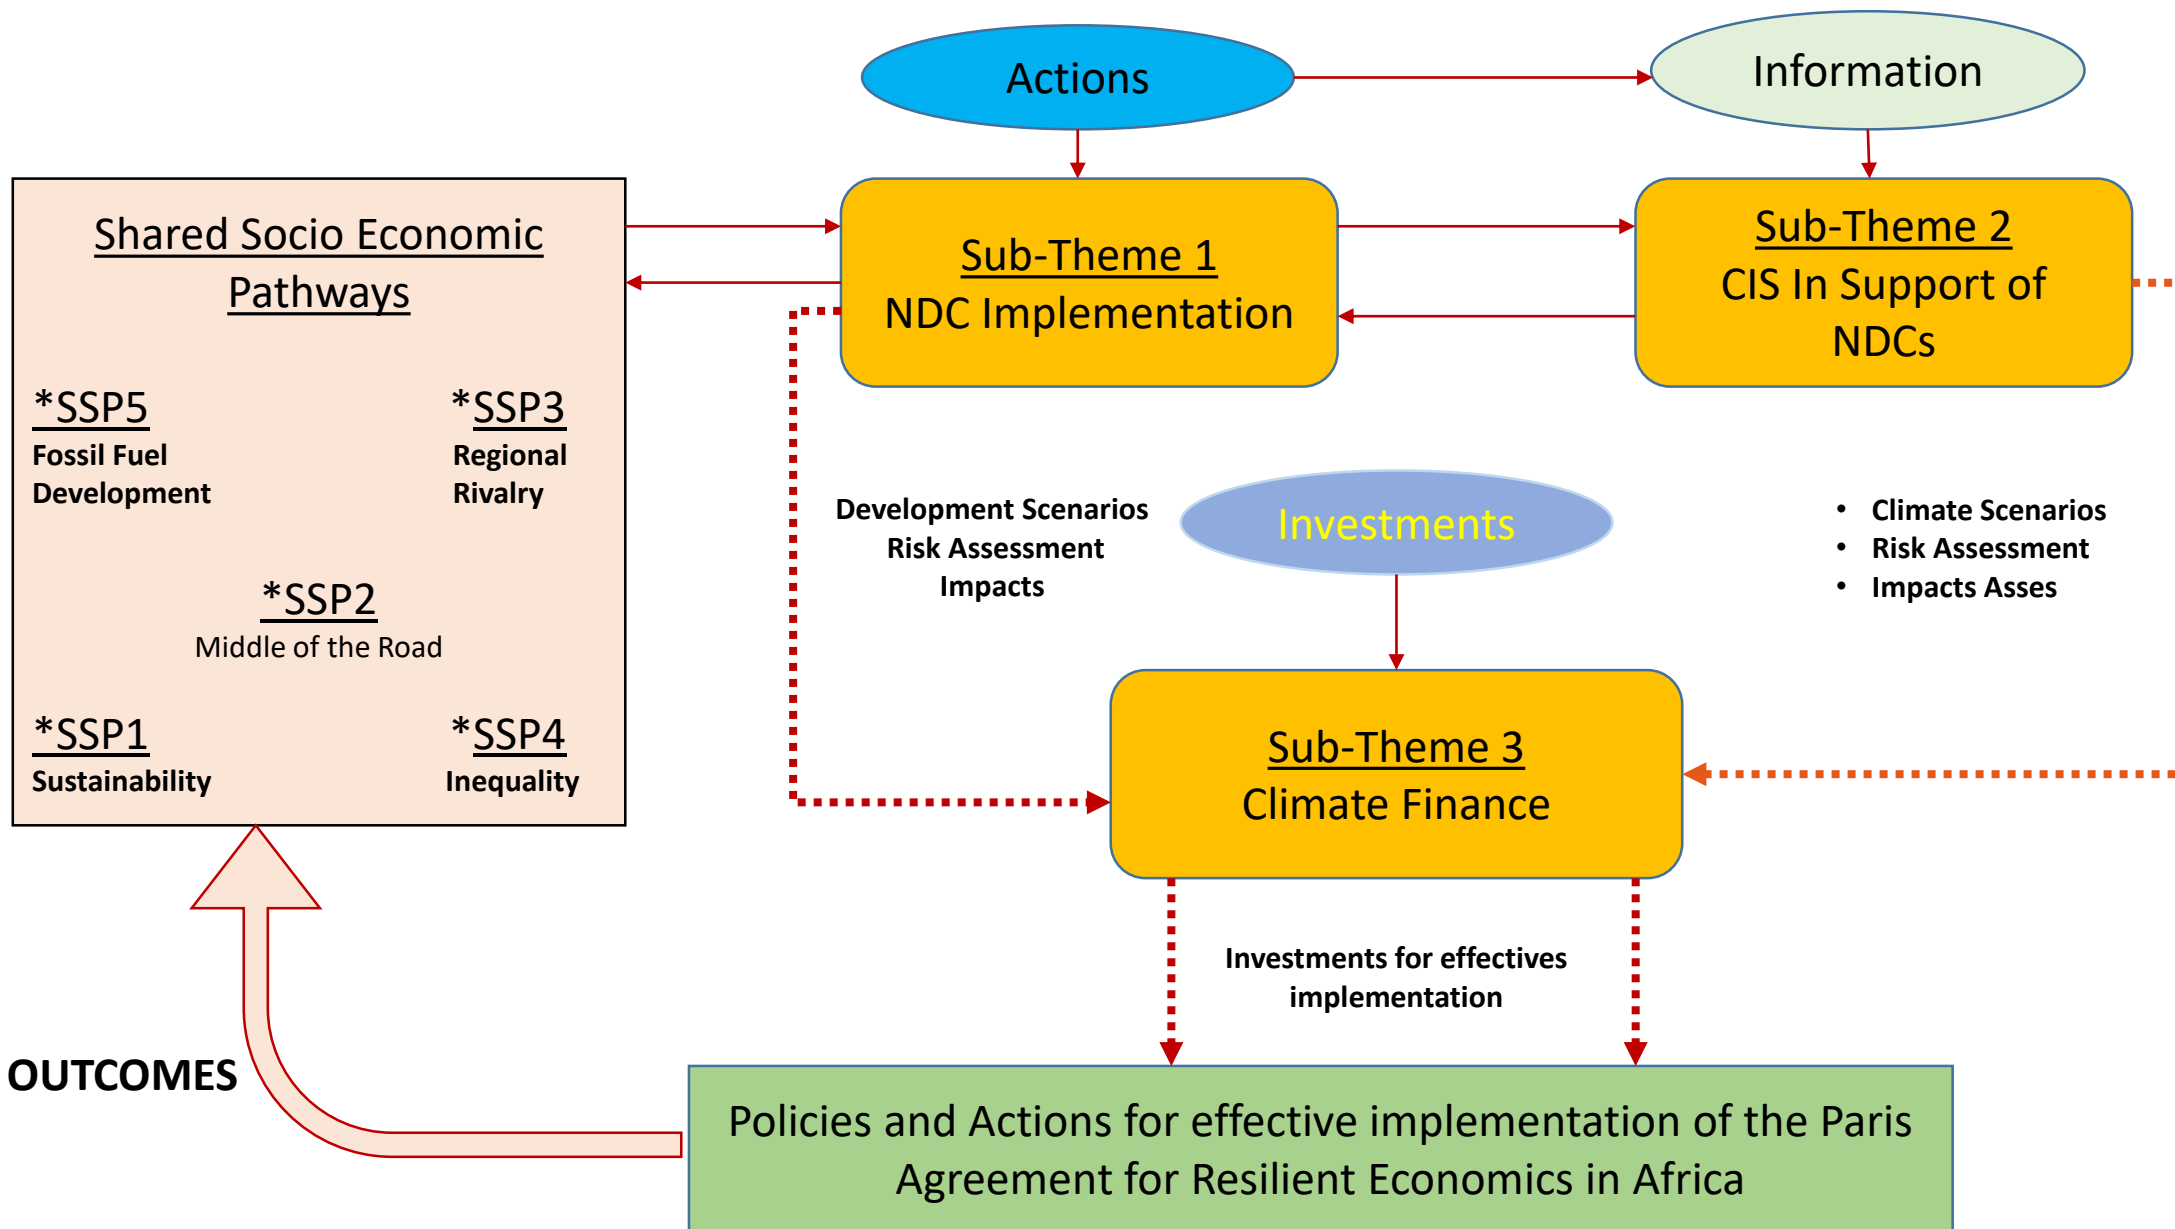 Actions
Information
Shared Socio Economic
Pathways
*SSP5
Fossil Fuel
Development
*SSP3
Regional
Rivalry
*SSP2
Middle of the Road
*SSP1
Sustainability
*SSP4
Inequality
Sub-Theme 1
NDC Implementation
Sub-Theme 2
CIS In Support of
NDCs
Development Scenarios
Risk Assessment
Impacts
Investments
• Climate Scenarios
• Risk Assessment
• Impacts Asses
Sub-Theme 3
Climate Finance
Investments for effectives
implementation
OUTCOMES
Policies and Actions for effective implementation of the Paris
Agreement for Resilient Economics in Africa